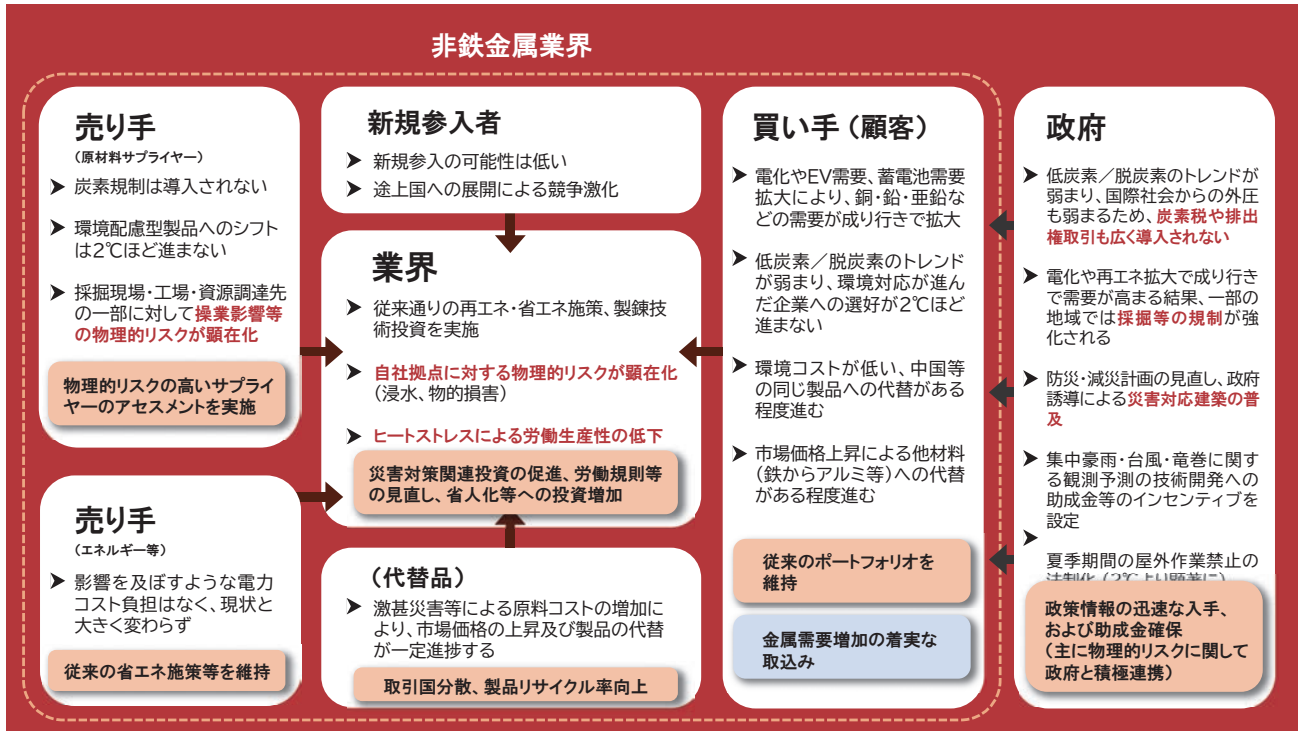 非鉄金属業界
売り手
（原材料サプライヤー）
➤ 炭素規制は導入されない
➤ 環境配慮型製品へのシフト
は2℃ほど進まない
➤ 採掘現場・工場・資源調達先
の一部に対して操業影響等
の物理的リスクが顕在化
物理的リスクの高いサプライ
ヤーのアセスメントを実施
売り手
（エネルギー等）
➤ 影響を及ぼすような電力
コスト負担はなく、現状と
大きく変わらず
従来の省エネ施策等を維持
新規参入者
➤ 新規参入の可能性は低い
➤ 途上国への展開による競争激化
業界
➤ 従来通りの再エネ・省エネ施策、製錬技
術投資を実施
➤ 自社拠点に対する物理的リスクが顕在化
（浸水、物的損害）
➤ ヒートストレスによる労働生産性の低下
災害対策関連投資の促進、労働規則等
の見直し、省人化等への投資増加
（代替品）
➤ 激甚災害等による原料コストの増加に
より、市場価格の上昇及び製品の代替
が一定進捗する
取引国分散、製品リサイクル率向上
買い手（顧客）
➤ 電化やEV需要、蓄電池需要
拡大により、銅・鉛・亜鉛な
どの需要が成り行きで拡大
➤ 低炭素／脱炭素のトレンド
が弱まり、環境対応が進ん
だ企業への選好が2℃ほど
進まない
➤ 環境コストが低い、中国等
の同じ製品への代替がある
程度進む
➤ 市場価格上昇による他材料
（鉄からアルミ等）への代替
がある程度進む
従来のポートフォリオを
維持
金属需要増加の着実な
取込み
政府
➤ 低炭素／脱炭素のトレンドが
弱まり、国際社会からの外圧
も弱まるため、炭素税や排出
権取引も広く導入されない
➤ 電化や再エネ拡大で成り行き
で需要が高まる結果、一部の
地域では採掘等の規制が強
化される
➤ 防災・減災計画の見直し、政府
誘導による災害対応建築の普
及
➤ 集中豪雨・台風・竜巻に関す
る観測予測の技術開発への
助成金等のインセンティブを
設定
➤ 夏季期間の屋外作業禁止の
法制化（2℃より顕著に）
政策情報の迅速な入手、
および助成金確保
（主に物理的リスクに関して
政府と積極連携）